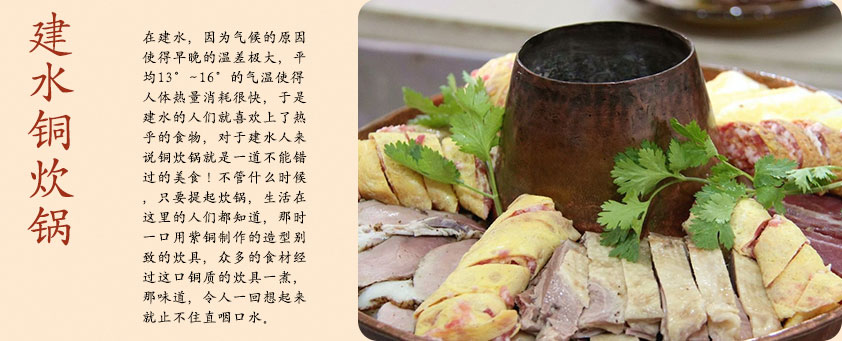 建水铜炊锅
在建水，因为气候的原因
使得早晚的温差极大，平
均13°~16°的气温使得
人体热量消耗很快，于是
建水的人们就喜欢上了热
乎的食物，对于建水人来
说铜炊锅就是一道不能错
过的美食！不管什么时候
，只要提起炊锅，生活在
这里的人们都知道，那时
一口用紫铜制作的造型别
致的炊具，众多的食材经
过这口铜质的炊具一煮，
那味道，令人一回想起来
就止不住直咽口水。